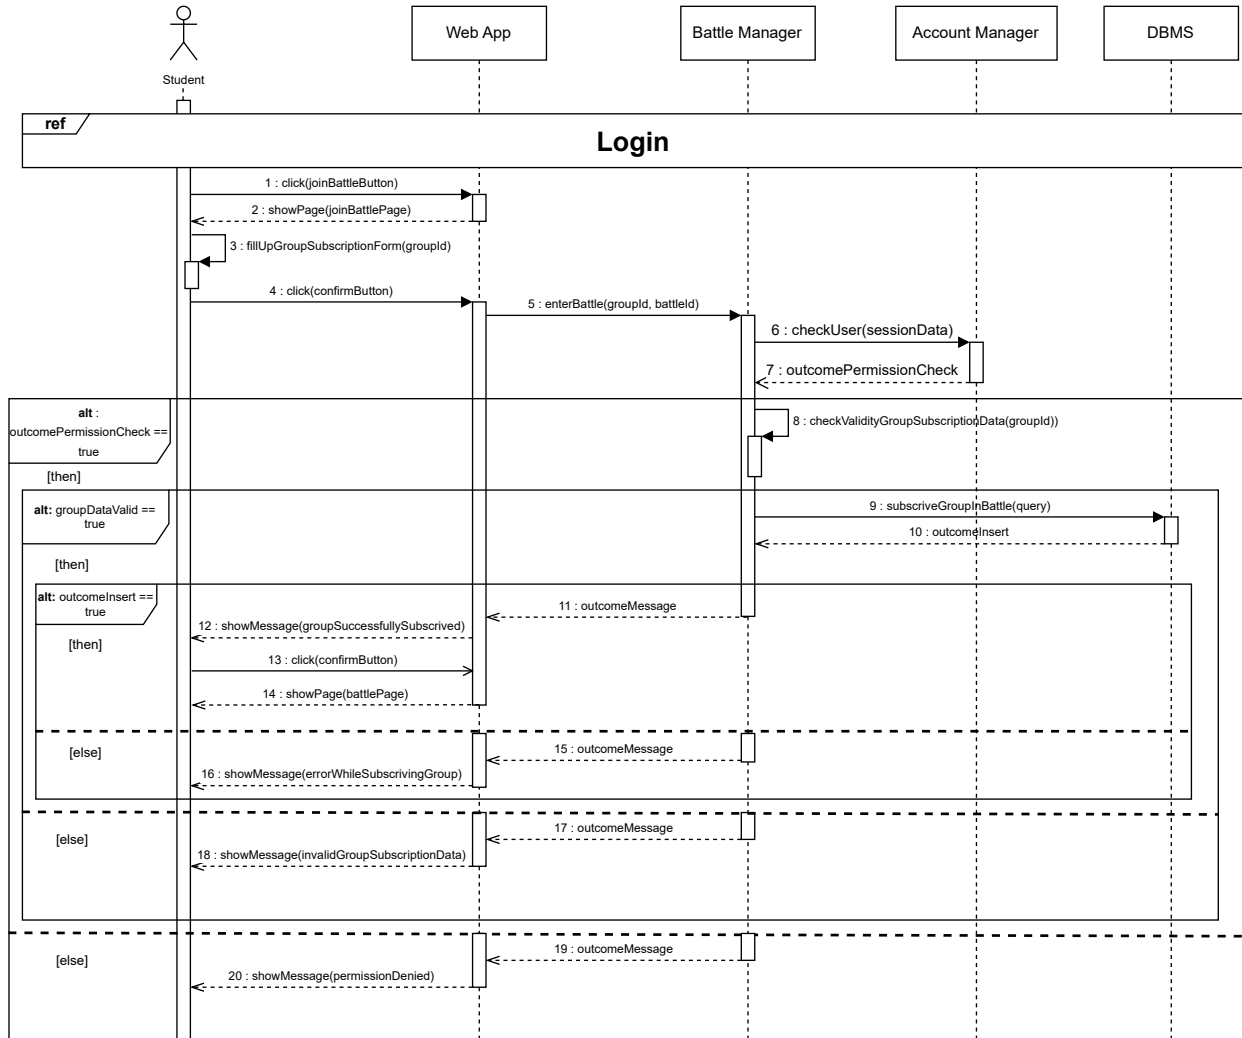 Student
Web App
Battle Manager
Account Manager
DBMS
ref
Login
1 : click(joinBattleButton)
2 : showPage(joinBattlePage)
3 : fillUpGroupSubscriptionForm(groupId)
4 : click(confirmButton)
5 : enterBattle(groupId, battleId)
6 : checkUser(sessionData)
7 : outcomePermissionCheck
alt :
outcomePermissionCheck ==
true
8 : checkValidityGroupSubscriptionData(groupId))
[then]
alt: groupDataValid ==
true
9 : subscriveGroupInBattle(query)
10 : outcomeInsert
[then]
alt: outcomeInsert ==
true
11 : outcomeMessage
12 : showMessage(groupSuccessfullySubscrived)
[then]
13 : click(confirmButton)
14 : showPage(battlePage)
[else]
15 : outcomeMessage
16 : showMessage(errorWhileSubscrivingGroup)
[else]
17 : outcomeMessage
18 : showMessage(invalidGroupSubscriptionData)
[else]
19 : outcomeMessage
20 : showMessage(permissionDenied)